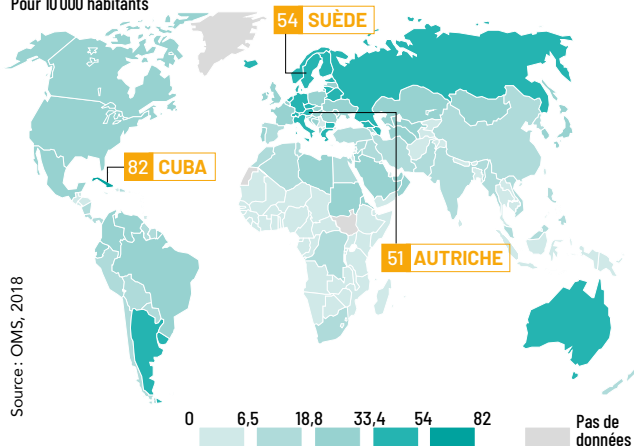 Pour 10 000 habitants
54 SUÈDE
82 CUBA
51 AUTRICHE
Source : OMS, 2018
0 6,5 18,8 33,4 54 82
Pas de
données